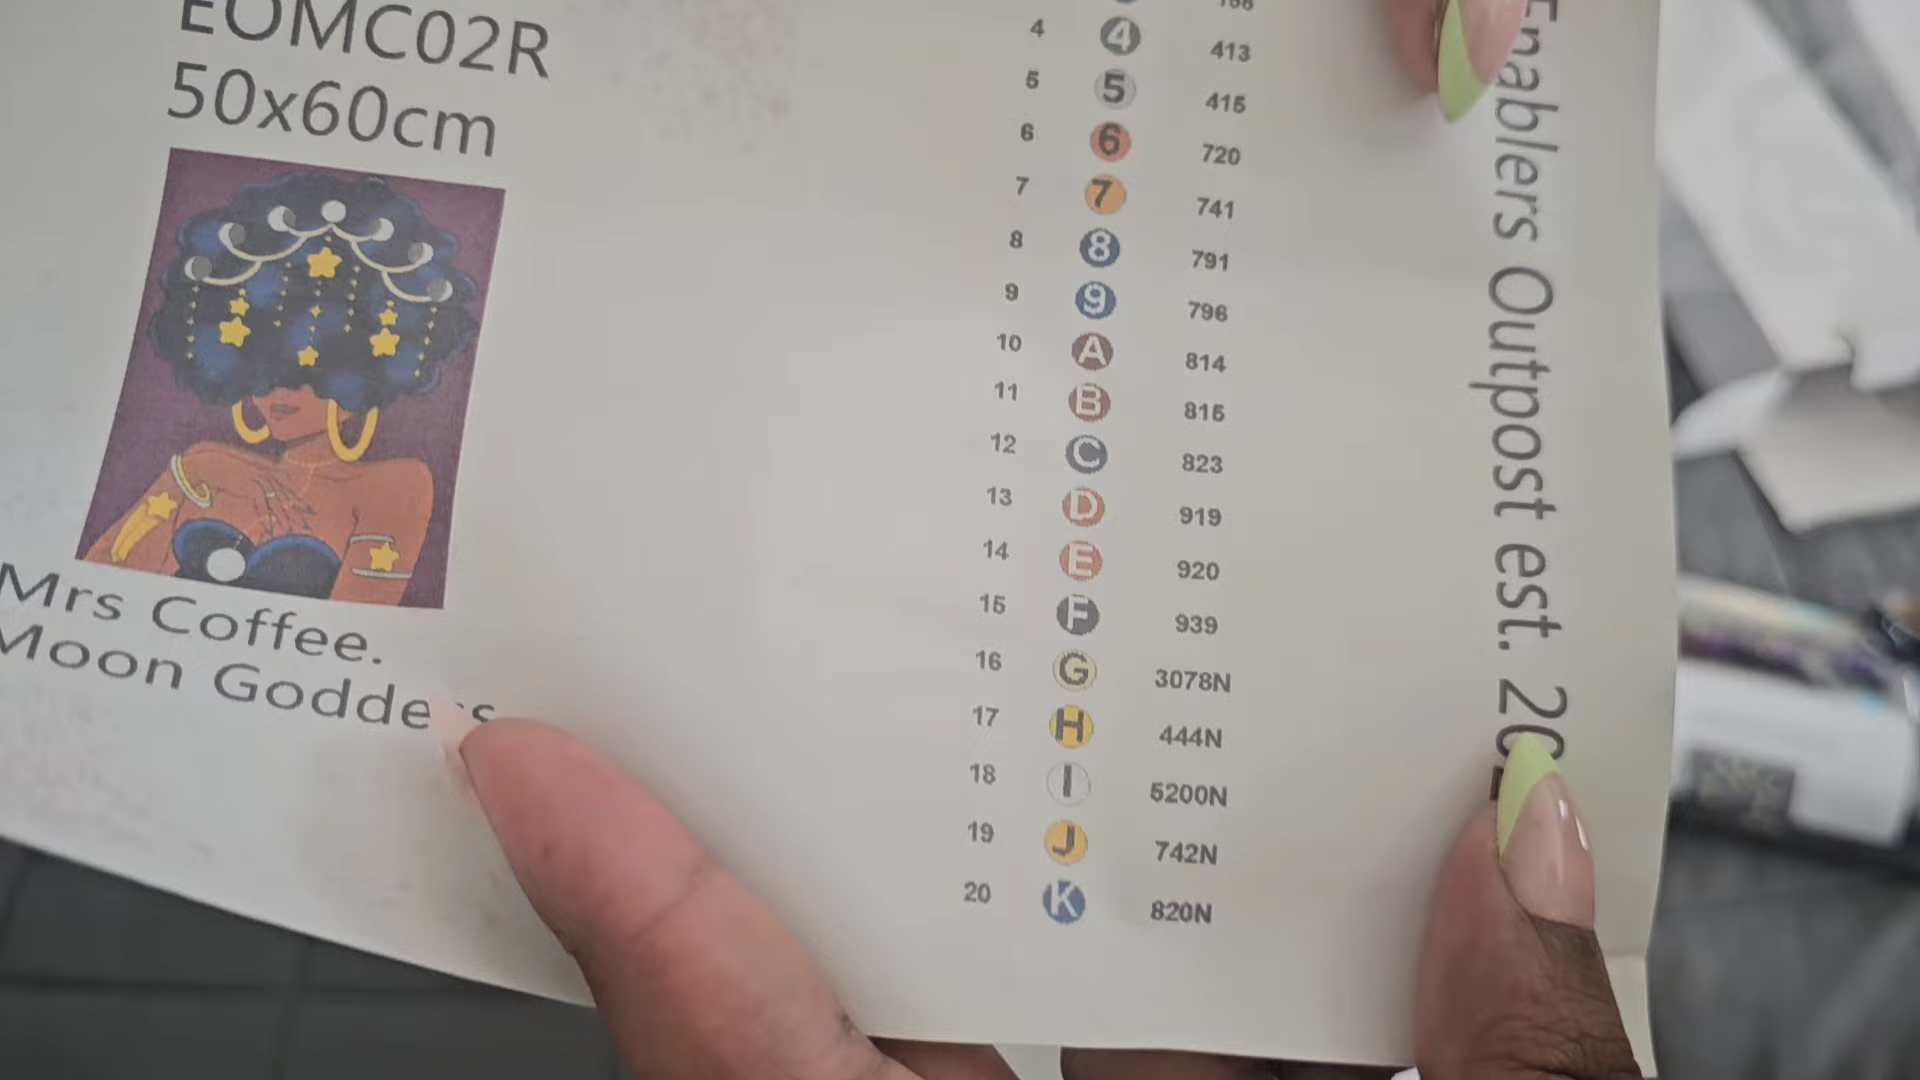 EOMC02R
50x60cm
Mrs Coffee.
Moon Goddess
4 4 413
5 5 415
6 6 720
7 7 741
8 8 791
9 9 796
10 A 814
11 B 815
12 C 823
13 D 919
14 E 920
15 F 939
16 G 3078N
17 H 444N
18 I 5200N
19 J 742N
20 K 820N
Enablers Outpost est. 20